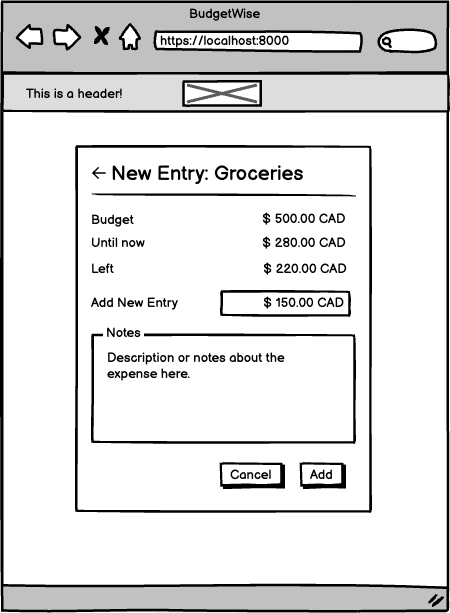 BudgetWise
https://localhost:8000
This is a header!
← New Entry: Groceries
Budget $ 500.00 CAD
Until now $ 280.00 CAD
Left $ 220.00 CAD
Add New Entry $ 150.00 CAD
Notes
Description or notes about the
expense here.
Cancel Add